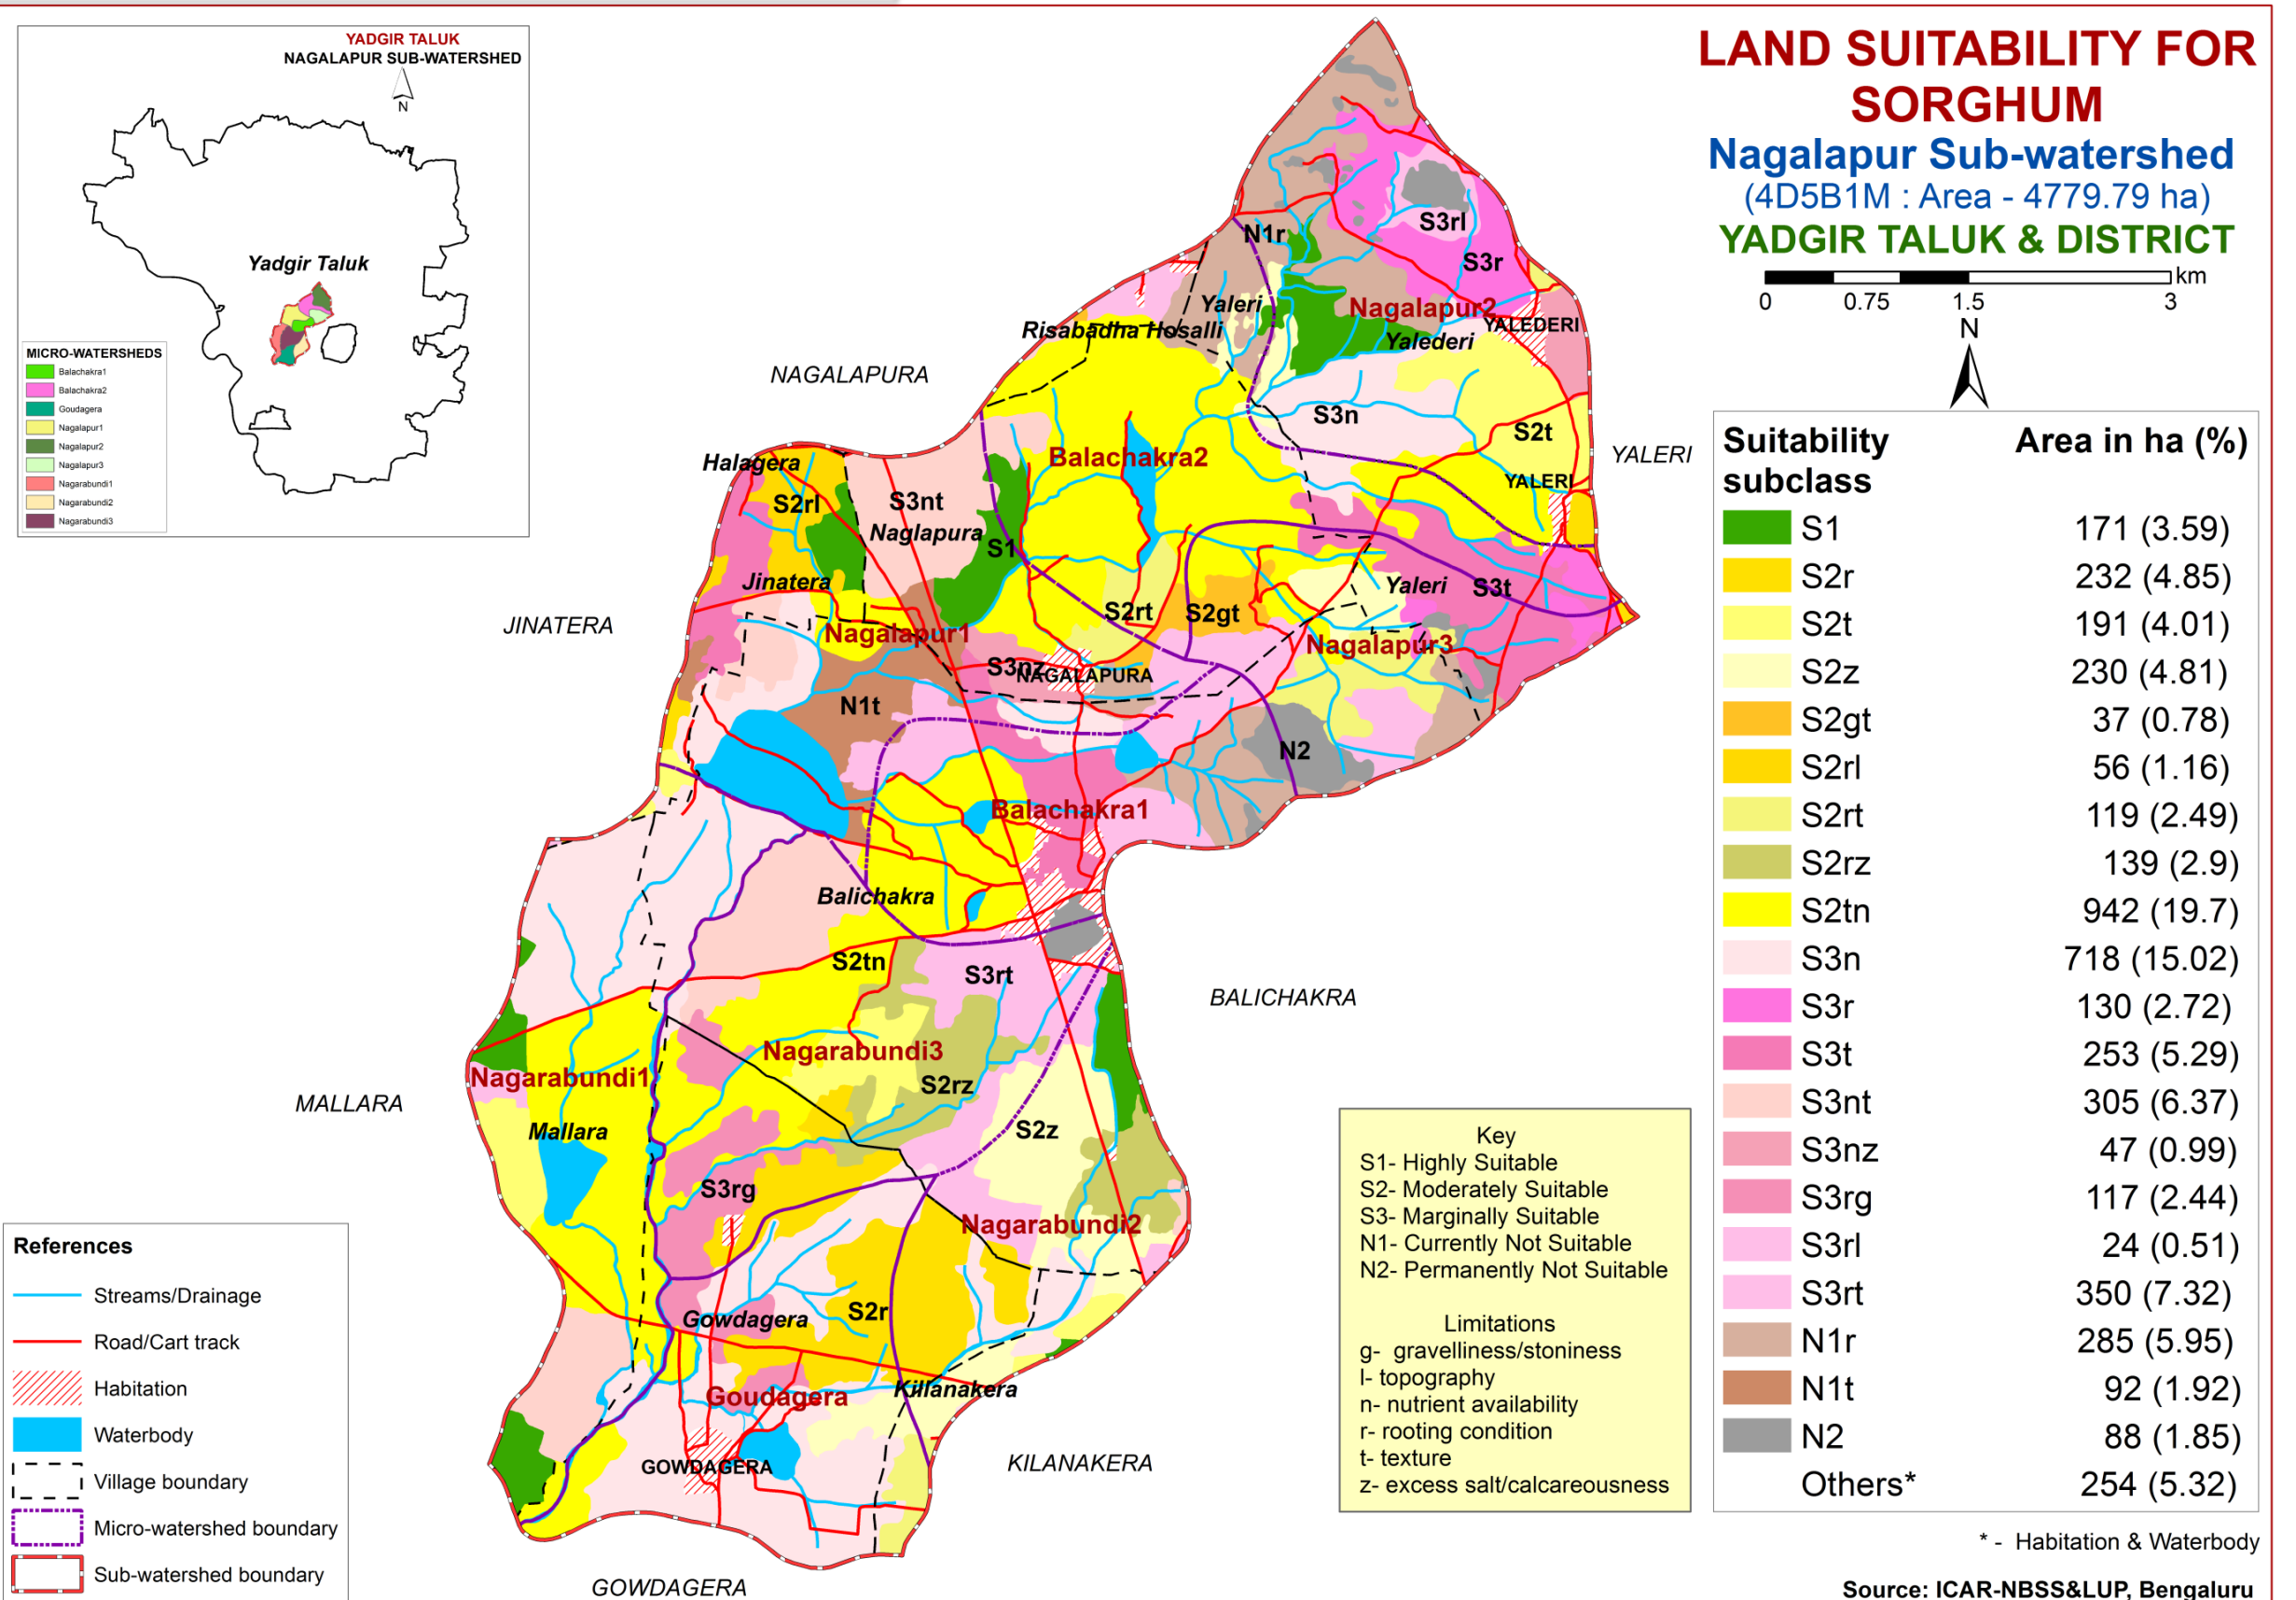 YADGIR TALUK
NAGALAPUR SUB-WATERSHED
N
Yadgir Taluk
MICRO-WATERSHEDS
Balachakra1
Balachakra2
Goudagera
Nagalapur1
Nagalapur2
Nagalapur3
Nagarabundi1
Nagarabundi2
Nagarabundi3
LAND SUITABILITY FOR
SORGHUM
Nagalapur Sub-watershed
(4D5B1M : Area - 4779.79 ha)
YADGIR TALUK & DISTRICT
km
0 0.75 1.5 3
N
S3rl
N1r
S3r
Yaleri
Nagalapur2
YALEDERI
Risabadha Hosalli
Yalederi
NAGALAPURA
S3n
S2t
YALERI
Balachakra2
Halagera
YALERI
S2rl
S3nt
Naglapura
S1
Jinatera
Yaleri
S3t
S2rt
S2gt
JINATERA
Nagalapur1
Nagalapur3
S3nz
NAGALAPURA
N1t
N2
Balachakra1
Balichakra
S2tn
S3rt
BALICHAKRA
Nagarabundi3
Nagarabundi1
S2rz
MALLARA
Mallara
S2z
S3rg
Nagarabundi2
S2r
Gowdagera
Killanakera
Goudagera
GOWDAGERA
KILANAKERA
GOWDAGERA
Suitability subclass Area in ha (%)
S1 171 (3.59)
S2r 232 (4.85)
S2t 191 (4.01)
S2z 230 (4.81)
S2gt 37 (0.78)
S2rl 56 (1.16)
S2rt 119 (2.49)
S2rz 139 (2.9)
S2tn 942 (19.7)
S3n 718 (15.02)
S3r 130 (2.72)
S3t 253 (5.29)
S3nt 305 (6.37)
S3nz 47 (0.99)
S3rg 117 (2.44)
S3rl 24 (0.51)
S3rt 350 (7.32)
N1r 285 (5.95)
N1t 92 (1.92)
N2 88 (1.85)
Others* 254 (5.32)
* - Habitation & Waterbody
Source: ICAR-NBSS&LUP, Bengaluru
Key
S1- Highly Suitable
S2- Moderately Suitable
S3- Marginally Suitable
N1- Currently Not Suitable
N2- Permanently Not Suitable
Limitations
g- gravelliness/stoniness
l- topography
n- nutrient availability
r- rooting condition
t- texture
z- excess salt/calcareousness
References
Streams/Drainage
Road/Cart track
Habitation
Waterbody
Village boundary
Micro-watershed boundary
Sub-watershed boundary